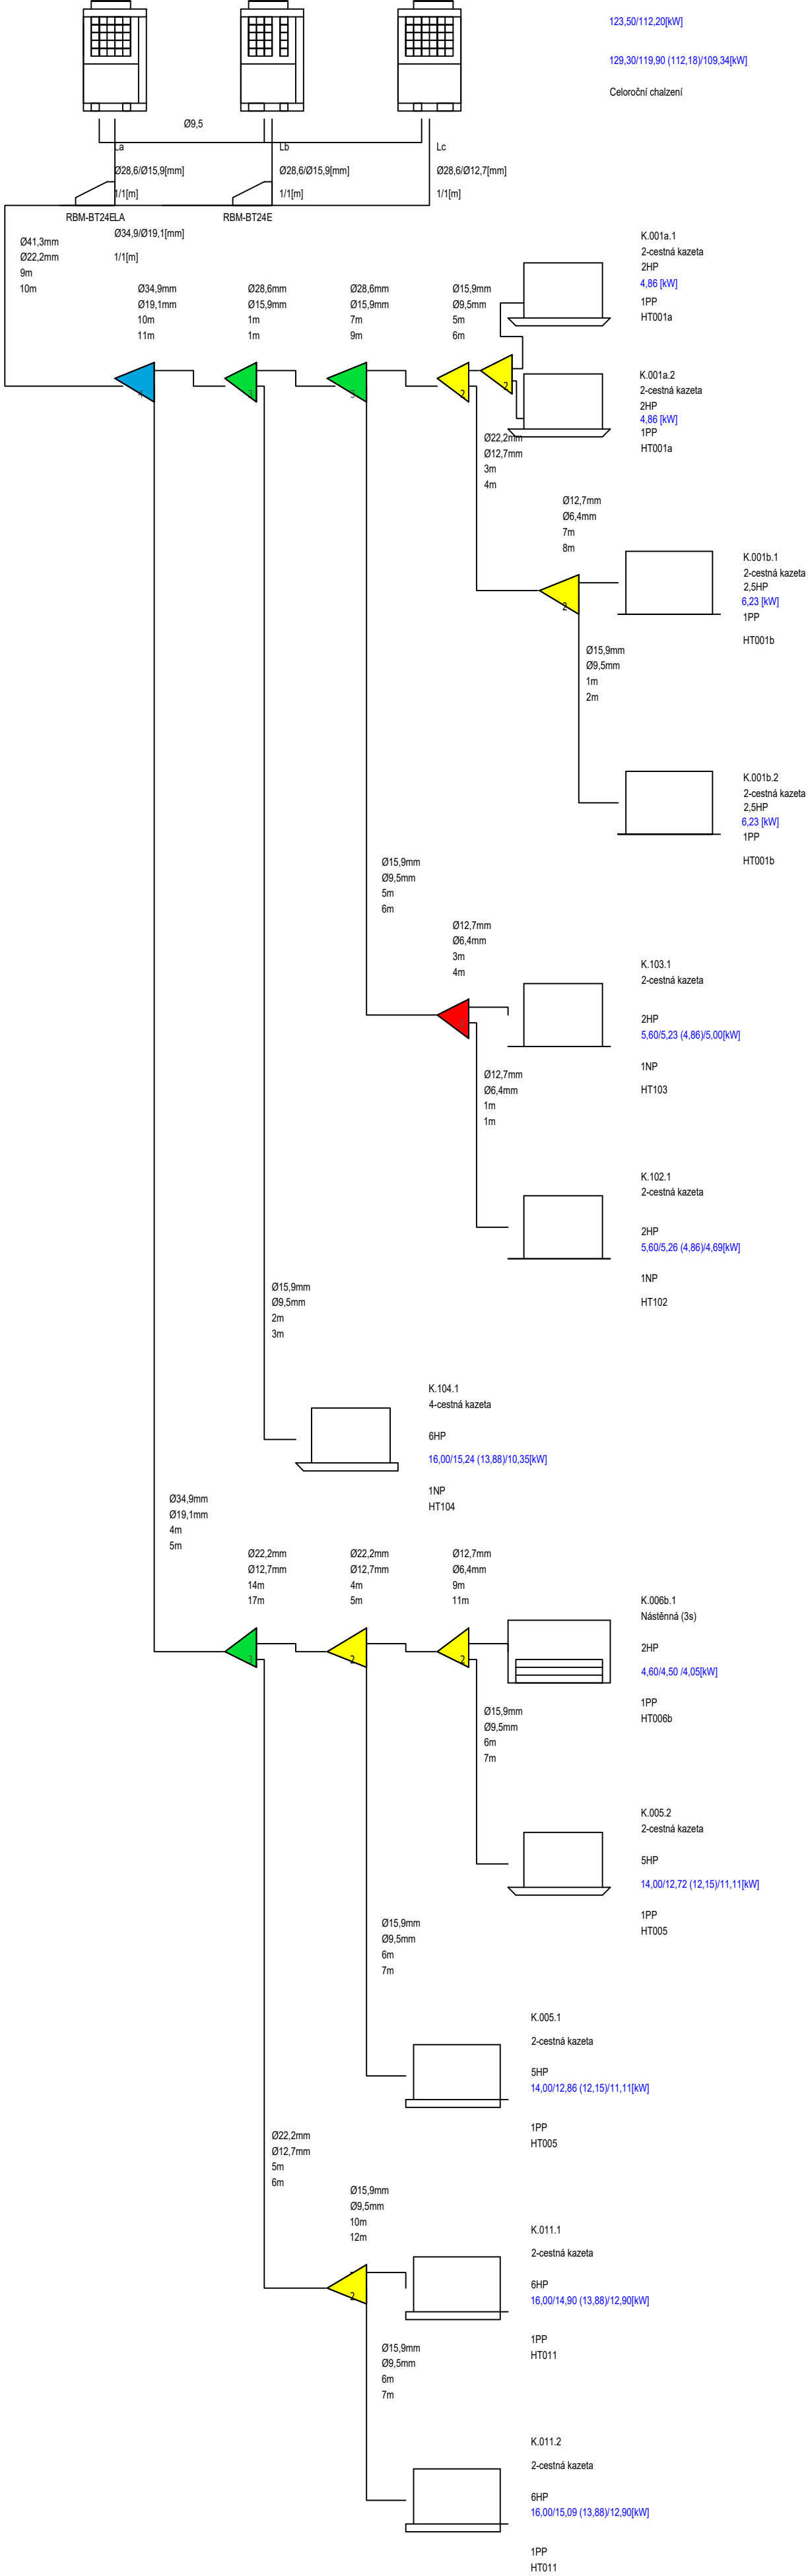 123,50/112,20[kW]
129,30/119,90 (112,18)/109,34[kW]
Celoroční chalzení
Ø9,5
La
Ø28,6/Ø15,9[mm]
1/1[m]
Lb
Ø28,6/Ø15,9[mm]
1/1[m]
Lc
Ø28,6/Ø12,7[mm]
1/1[m]
RBM-BT24E
LA
Ø34,9/Ø19,1[mm]
1/1[m]
RBM-BT24E
Ø41,3mm
Ø22,2mm
9m
10m
Ø34,9mm
Ø19,1mm
10m
11m
Ø28,6mm
Ø15,9mm
1m
1m
Ø28,6mm
Ø15,9mm
7m
9m
Ø15,9mm
Ø9,5mm
5m
6m
K.001a.1
2-cestná kazeta
2HP
4,86 [kW]
1PP
HT001a
4
3
3
2
2
K.001a.2
2-cestná kazeta
2HP
4,86 [kW]
1PP
HT001a
Ø22,2mm
Ø12,7mm
3m
4m
Ø12,7mm
Ø6,4mm
7m
8m
2
K.001b.1
2-cestná kazeta
2,5HP
6,23 [kW]
1PP
HT001b
Ø15,9mm
Ø9,5mm
1m
2m
K.001b.2
2-cestná kazeta
2,5HP
6,23 [kW]
1PP
HT001b
Ø15,9mm
Ø9,5mm
5m
6m
Ø12,7mm
Ø6,4mm
3m
4m
K.103.1
2-cestná kazeta
2HP
5,60/5,23 (4,86)/5,00[kW]
1NP
HT103
Ø12,7mm
Ø6,4mm
1m
1m
K.102.1
2-cestná kazeta
2HP
5,60/5,26 (4,86)/4,69[kW]
1NP
HT102
Ø15,9mm
Ø9,5mm
2m
3m
K.104.1
4-cestná kazeta
6HP
16,00/15,24 (13,88)/10,35[kW]
1NP
HT104
Ø34,9mm
Ø19,1mm
4m
5m
Ø22,2mm
Ø12,7mm
14m
17m
Ø22,2mm
Ø12,7mm
4m
5m
Ø12,7mm
Ø6,4mm
9m
11m
3
2
2
K.006b.1
Nástěnná (3s)
2HP
4,60/4,50 /4,05[kW]
1PP
HT006b
Ø15,9mm
Ø9,5mm
6m
7m
K.005.2
2-cestná kazeta
5HP
14,00/12,72 (12,15)/11,11[kW]
1PP
HT005
Ø15,9mm
Ø9,5mm
6m
7m
K.005.1
2-cestná kazeta
5HP
14,00/12,86 (12,15)/11,11[kW]
1PP
HT005
Ø22,2mm
Ø12,7mm
5m
6m
Ø15,9mm
Ø9,5mm
10m
12m
2
K.011.1
2-cestná kazeta
6HP
16,00/14,90 (13,88)/12,90[kW]
1PP
HT011
Ø15,9mm
Ø9,5mm
6m
7m
K.011.2
2-cestná kazeta
6HP
16,00/15,09 (13,88)/12,90[kW]
1PP
HT011